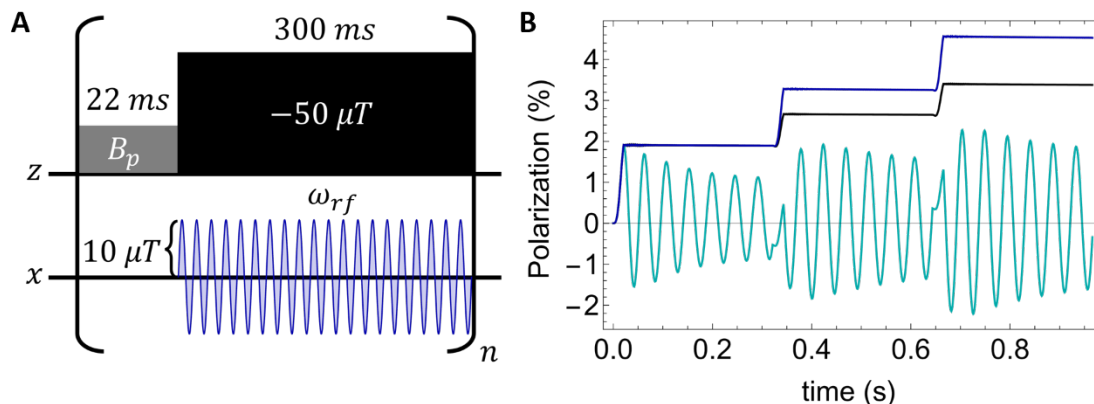 A
300 ms
22 ms
−50 μT
B_p
z
ω_rf
10 μT
x
n
B
Polarization (%)
4
3
2
1
0
−1
−2
0.0 0.2 0.4 0.6 0.8
time (s)